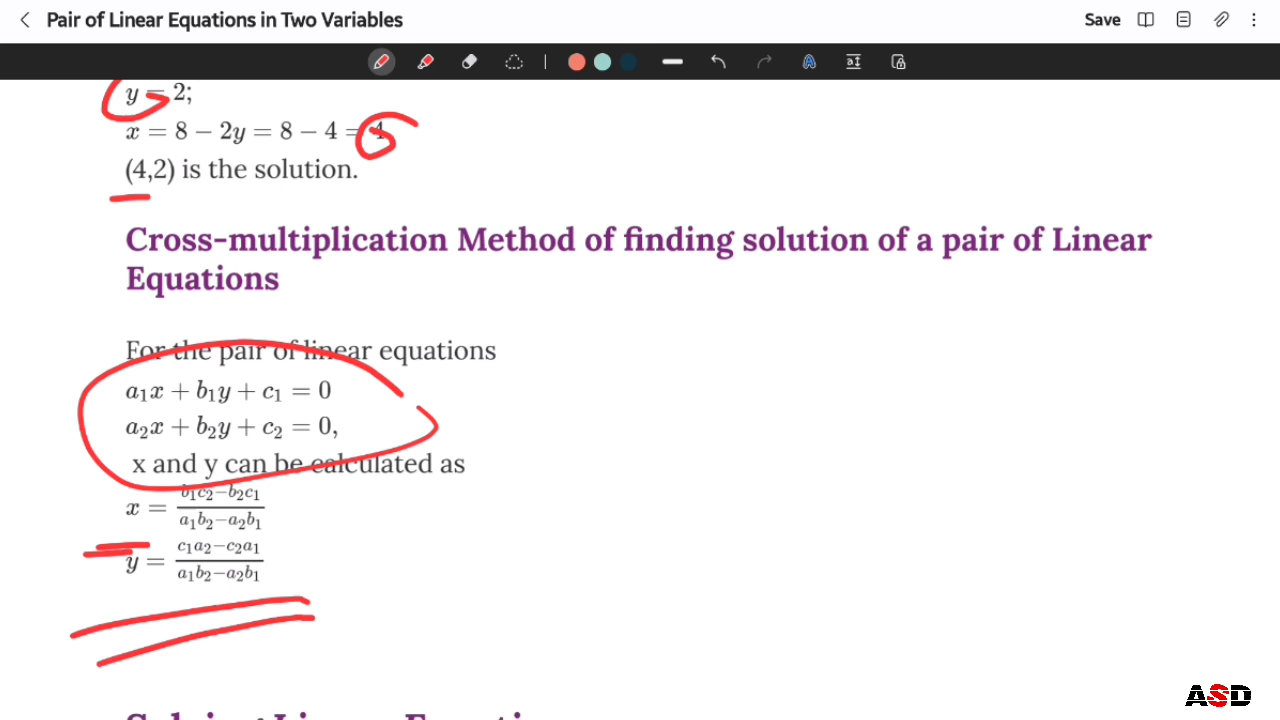 Pair of Linear Equations in Two Variables
Save
y = 2;
x = 8 − 2y = 8 − 4 = 4
(4,2) is the solution.
Cross-multiplication Method of finding solution of a pair of Linear
Equations
For the pair of linear equations
a₁x + b₁y + c₁ = 0
a₂x + b₂y + c₂ = 0,
x and y can be calculated as
x = (b₁c₂−b₂c₁)/(a₁b₂−a₂b₁)
y = (c₁a₂−c₂a₁)/(a₁b₂−a₂b₁)
ASD